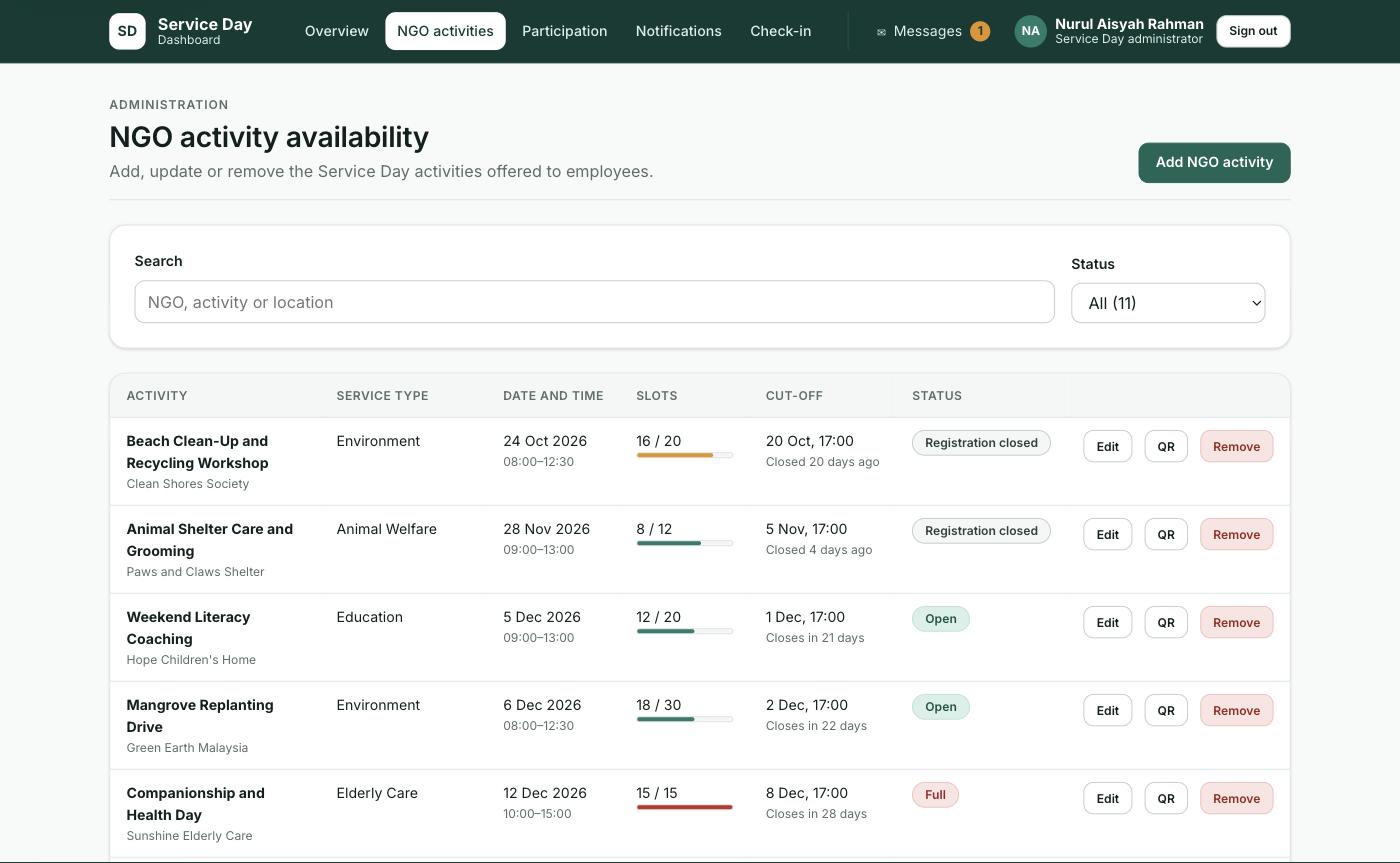 SD
Service Day
Dashboard
Overview
NGO activities
Participation
Notifications
Check-in
✉ Messages 1
NA
Nurul Aisyah Rahman
Service Day administrator
Sign out
ADMINISTRATION
NGO activity availability
Add, update or remove the Service Day activities offered to employees.
Add NGO activity
Search
NGO, activity or location
Status
All (11)
ACTIVITY SERVICE TYPE DATE AND TIME SLOTS CUT-OFF STATUS
Beach Clean-Up and
Recycling Workshop
Clean Shores Society
Environment
24 Oct 2026
08:00–12:30
16 / 20
20 Oct, 17:00
Closed 20 days ago
Registration closed
Edit QR Remove
Animal Shelter Care and
Grooming
Paws and Claws Shelter
Animal Welfare
28 Nov 2026
09:00–13:00
8 / 12
5 Nov, 17:00
Closed 4 days ago
Registration closed
Edit QR Remove
Weekend Literacy
Coaching
Hope Children's Home
Education
5 Dec 2026
09:00–13:00
12 / 20
1 Dec, 17:00
Closes in 21 days
Open
Edit QR Remove
Mangrove Replanting
Drive
Green Earth Malaysia
Environment
6 Dec 2026
08:00–12:30
18 / 30
2 Dec, 17:00
Closes in 22 days
Open
Edit QR Remove
Companionship and
Health Day
Sunshine Elderly Care
Elderly Care
12 Dec 2026
10:00–15:00
15 / 15
8 Dec, 17:00
Closes in 28 days
Full
Edit QR Remove